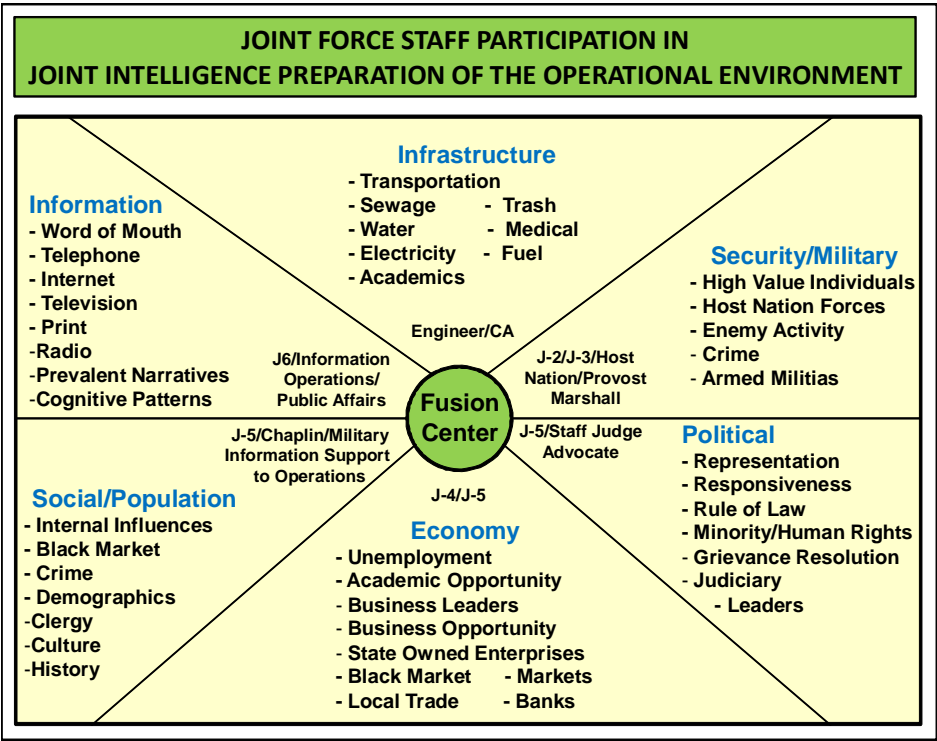 JOINT FORCE STAFF PARTICIPATION IN
JOINT INTELLIGENCE PREPARATION OF THE OPERATIONAL ENVIRONMENT
Infrastructure
- Transportation
- Sewage - Trash
- Water - Medical
- Electricity - Fuel
- Academics
Engineer/CA
Information
- Word of Mouth
- Telephone
- Internet
- Television
- Print
-Radio
-Prevalent Narratives
-Cognitive Patterns
J6/Information
Operations/
Public Affairs
Security/Military
- High Value Individuals
- Host Nation Forces
- Enemy Activity
- Crime
- Armed Militias
J-2/J-3/Host
Nation/Provost
Marshall
Fusion
Center
J-5/Chaplin/Military
Information Support
to Operations
Social/Population
- Internal Influences
- Black Market
- Crime
- Demographics
-Clergy
-Culture
-History
J-4/J-5
Economy
- Unemployment
- Academic Opportunity
- Business Leaders
- Business Opportunity
- State Owned Enterprises
- Black Market - Markets
- Local Trade - Banks
J-5/Staff Judge
Advocate
Political
- Representation
- Responsiveness
- Rule of Law
- Minority/Human Rights
- Grievance Resolution
- Judiciary
- Leaders